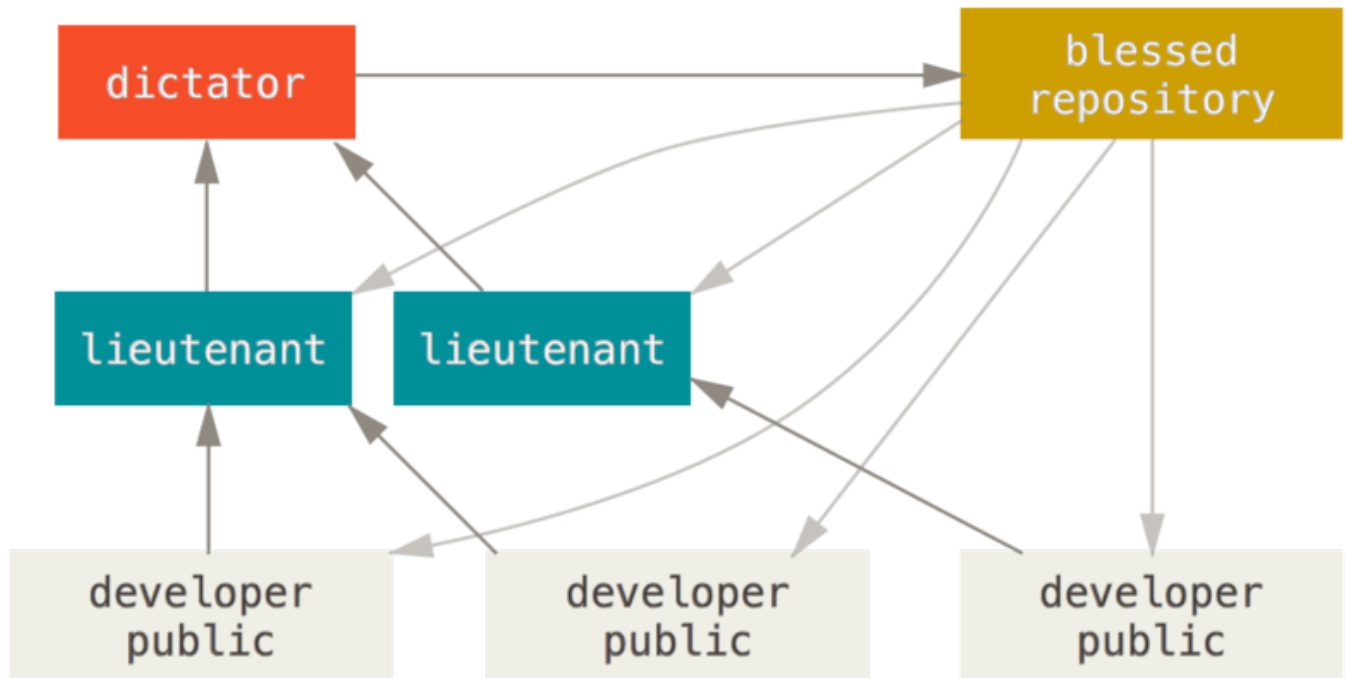 dictator
blessed
repository
lieutenant
lieutenant
developer
public
developer
public
developer
public